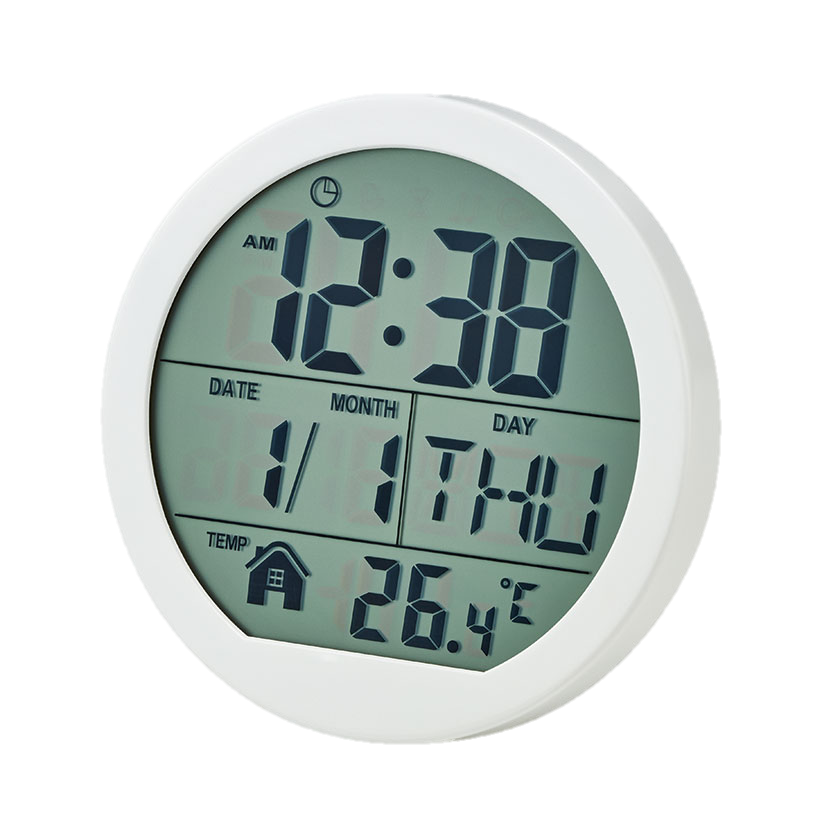 AM 12:38
DATE MONTH DAY
1/1 THU
TEMP 26.4 °C